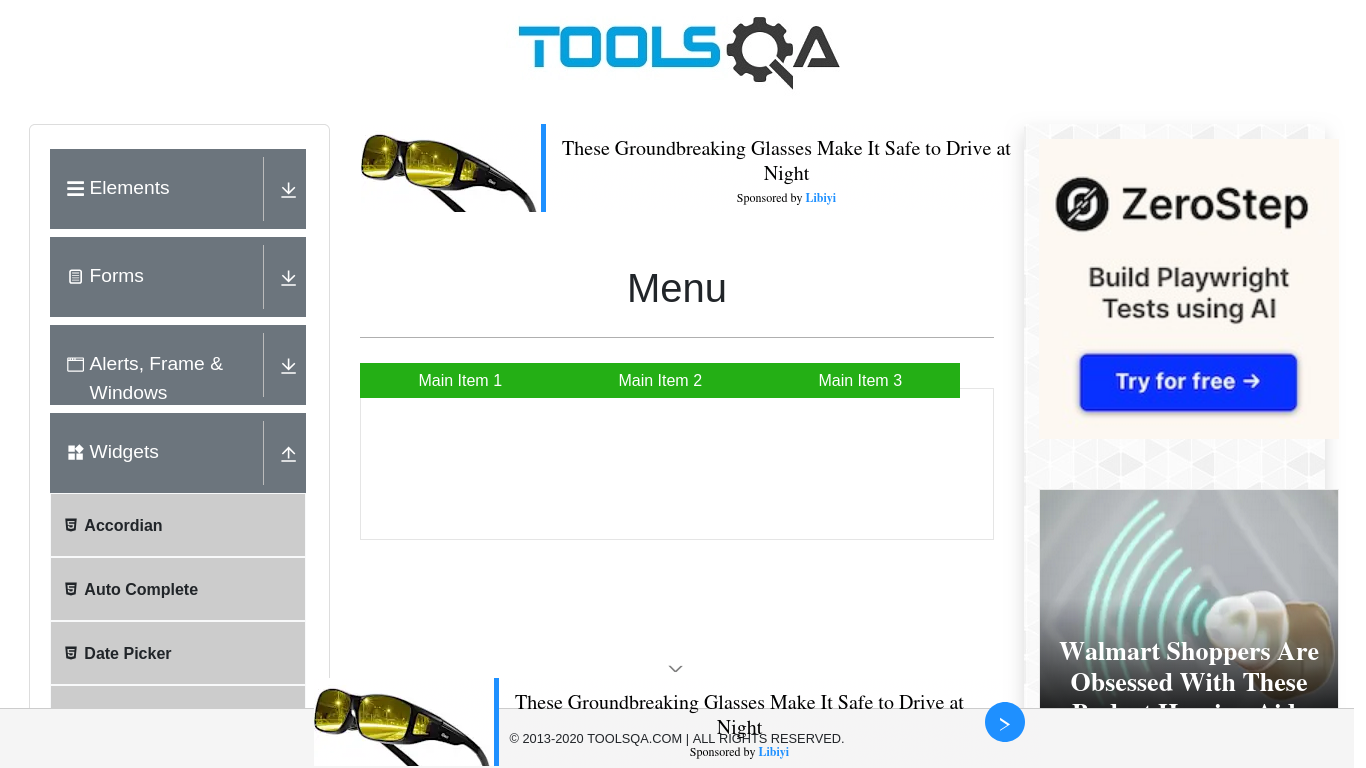 TOOLSQA
Elements
Forms
Alerts, Frame &
Windows
Widgets
Accordian
Auto Complete
Date Picker
These Groundbreaking Glasses Make It Safe to Drive at
Night
Sponsored by Libiyi
Menu
Main Item 1
Main Item 2
Main Item 3
ZeroStep
Build Playwright
Tests using AI
Try for free →
Walmart Shoppers Are
Obsessed With These
These Groundbreaking Glasses Make It Safe to Drive at
Night
© 2013-2020 TOOLSQA.COM | ALL RIGHTS RESERVED.
Sponsored by Libiyi